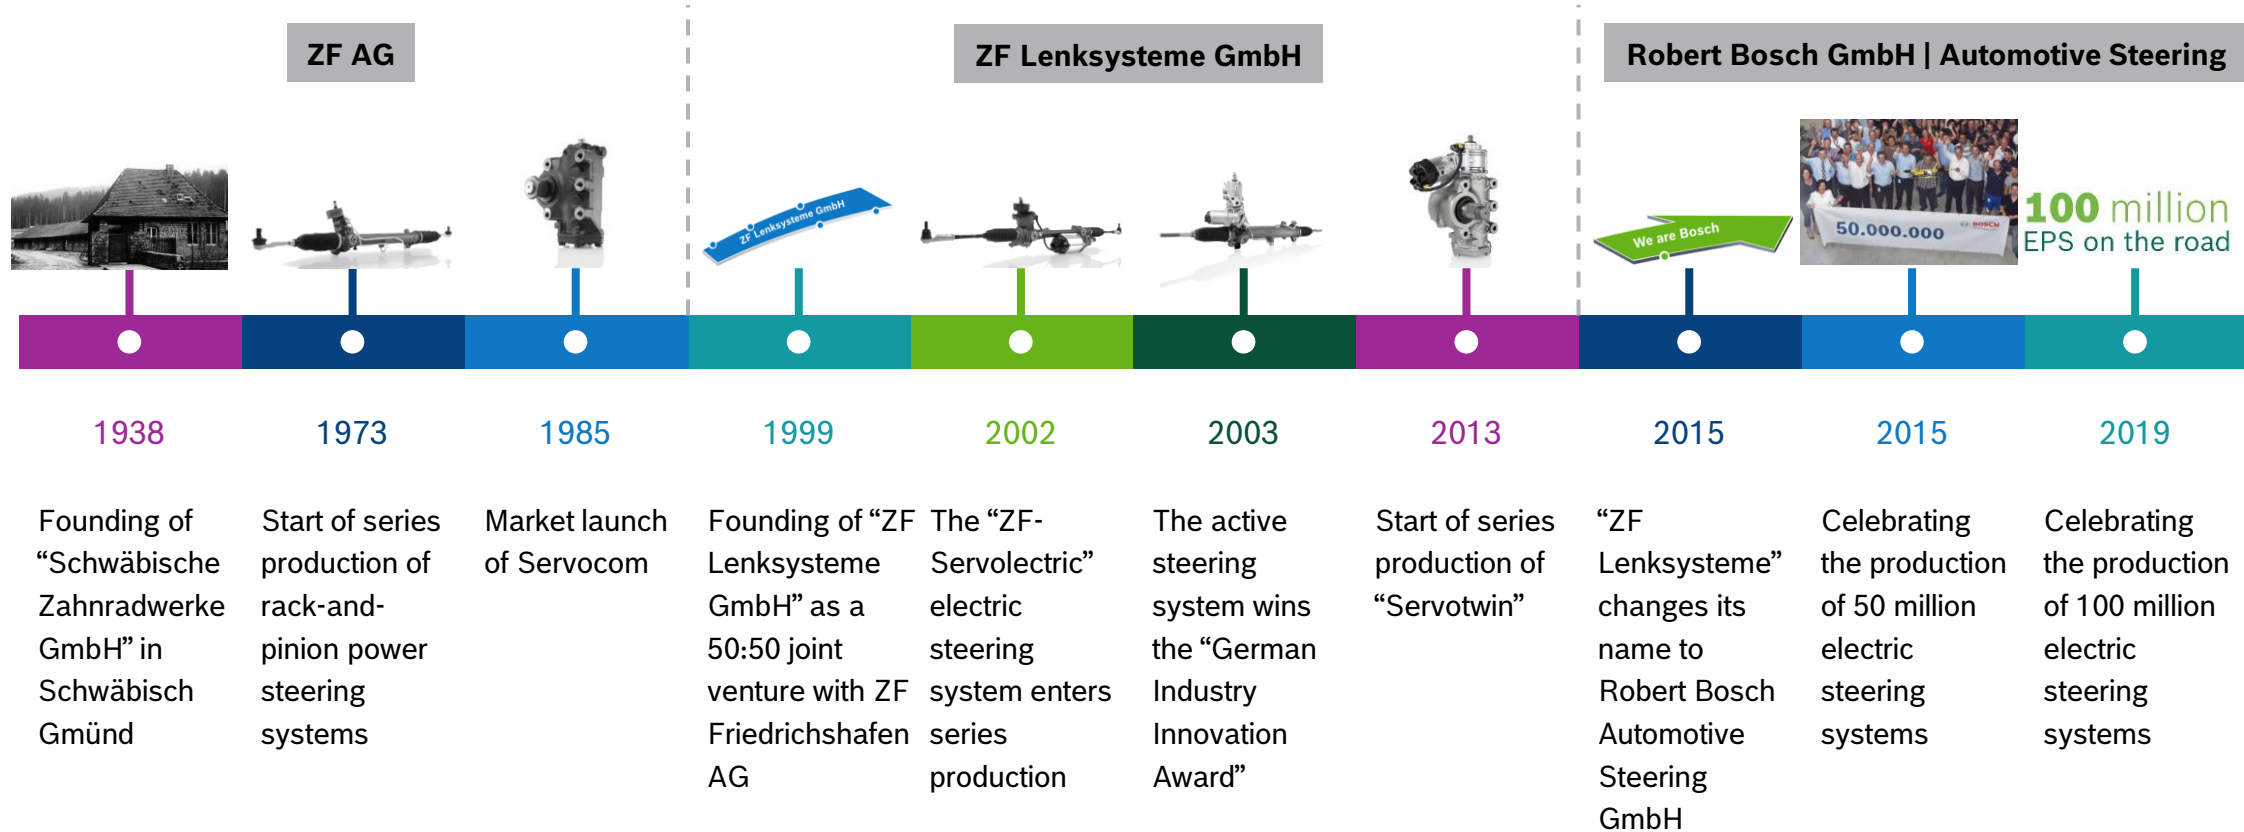 ZF AG
ZF Lenksysteme GmbH
Robert Bosch GmbH | Automotive Steering
ZF Lenksysteme GmbH
We are Bosch
50.000.000
BOSCH
100 million
EPS on the road
1938
1973
1985
1999
2002
2003
2013
2015
2015
2019
Founding of
“Schwäbische
Zahnradwerke
GmbH” in
Schwäbisch
Gmünd
Start of series
production of
rack-and-
pinion power
steering
systems
Market launch
of Servocom
Founding of “ZF
Lenksysteme
GmbH” as a
50:50 joint
venture with ZF
Friedrichshafen
AG
The “ZF-
Servolectric”
electric
steering
system enters
series
production
The active
steering
system wins
the “German
Industry
Innovation
Award”
Start of series
production of
“Servotwin”
“ZF
Lenksysteme”
changes its
name to
Robert Bosch
Automotive
Steering
GmbH
Celebrating
the production
of 50 million
electric
steering
systems
Celebrating
the production
of 100 million
electric
steering
systems